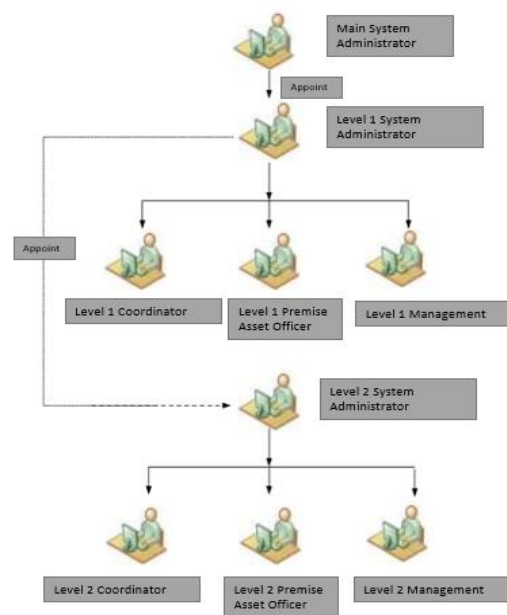 Main System
Administrator
Appoint
Level 1 System
Administrator
Appoint
Level 1 Coordinator
Level 1 Premise
Asset Officer
Level 1 Management
Level 2 System
Administrator
Level 2 Coordinator
Level 2 Premise
Asset Officer
Level 2 Management